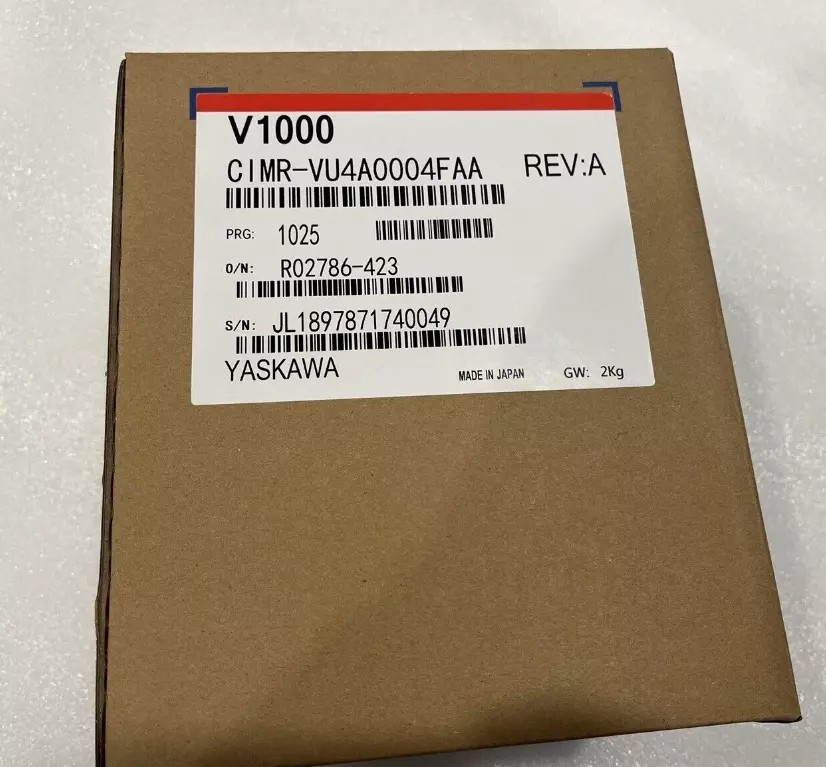 V1000
CIMR-VU4A0004FAA REV:A
PRG: 1025
O/N: R02786-423
S/N: JL1897871740049
YASKAWA MADE IN JAPAN GW: 2Kg